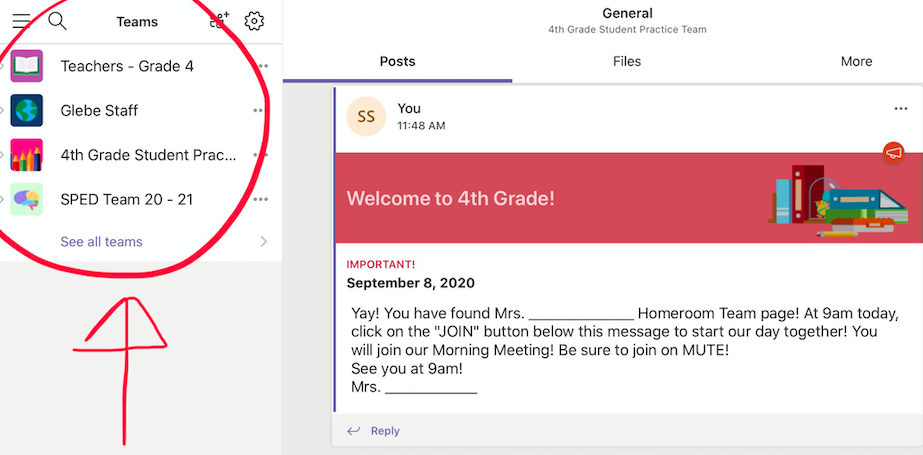 Teams
Teachers - Grade 4
Glebe Staff
4th Grade Student Prac...
SPED Team 20 - 21
See all teams
General
4th Grade Student Practice Team
Posts Files More
SS You
11:48 AM
Welcome to 4th Grade!
IMPORTANT!
September 8, 2020
Yay! You have found Mrs. _______________ Homeroom Team page! At 9am today,
click on the "JOIN" button below this message to start our day together! You
will join our Morning Meeting! Be sure to join on MUTE!
See you at 9am!
Mrs. _____________
Reply